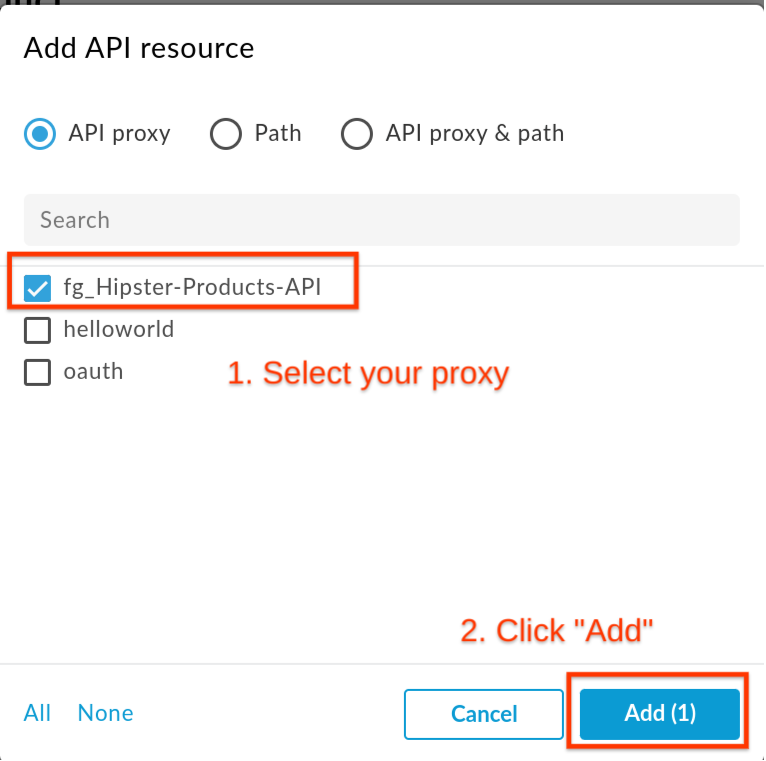 Add API resource
API proxy Path API proxy & path
Search
fg_Hipster-Products-API
helloworld
oauth
1. Select your proxy
2. Click "Add"
All None Cancel Add (1)